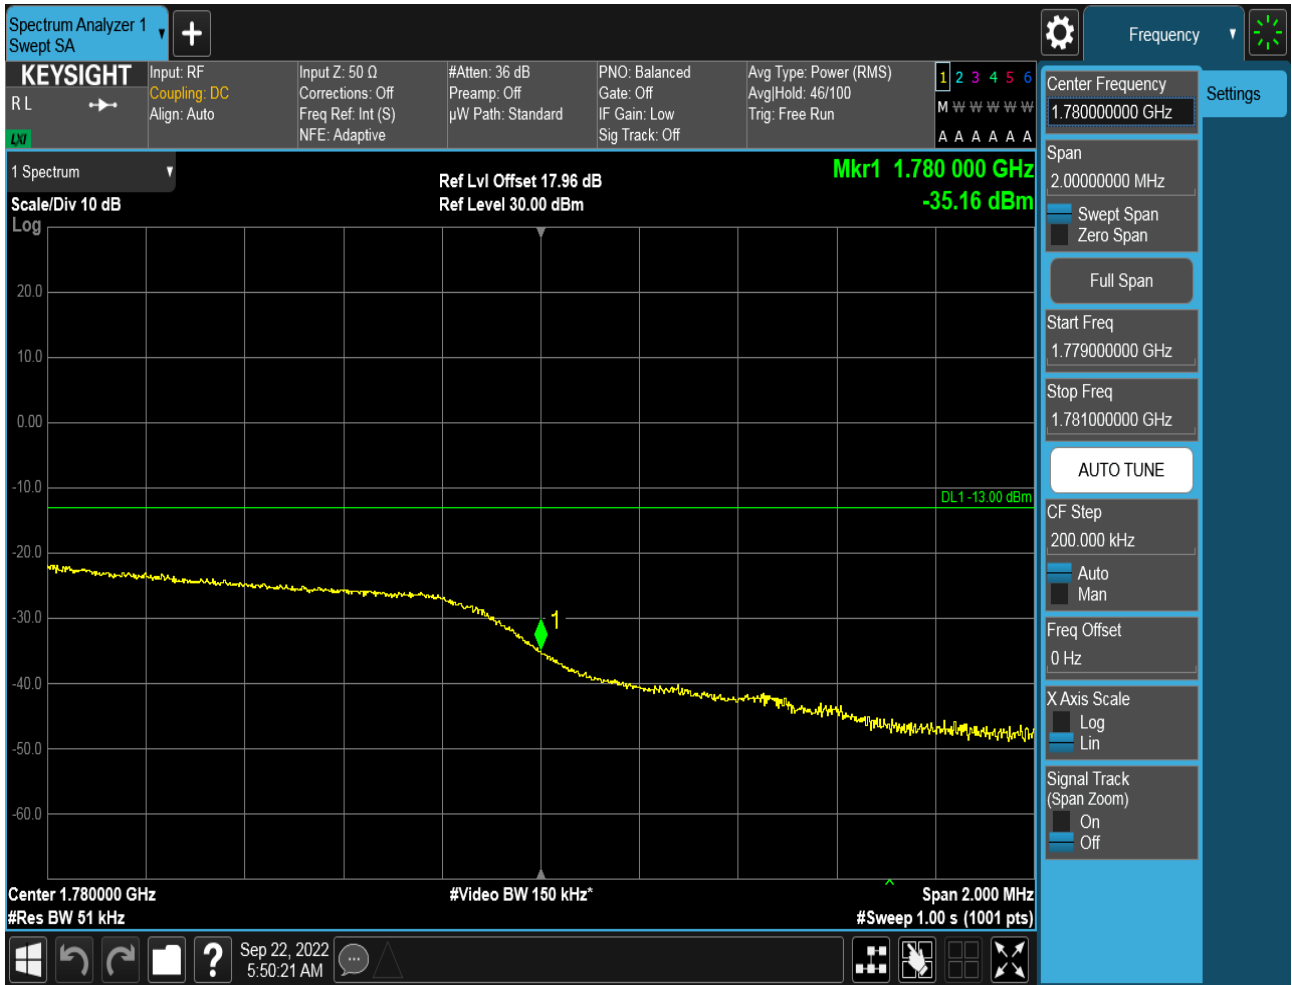 Spectrum Analyzer 1
Swept SA
Frequency
KEYSIGHT
R L
LXI
Input: RF
Coupling: DC
Align: Auto
Input Z: 50 Ω
Corrections: Off
Freq Ref: Int (S)
NFE: Adaptive
#Atten: 36 dB
Preamp: Off
µW Path: Standard
PNO: Balanced
Gate: Off
IF Gain: Low
Sig Track: Off
Avg Type: Power (RMS)
Avg|Hold: 46/100
Trig: Free Run
1 2 3 4 5 6
M W W W W W
A A A A A A
1 Spectrum
Scale/Div 10 dB
Log
Ref Lvl Offset 17.96 dB
Ref Level 30.00 dBm
Mkr1 1.780 000 GHz
-35.16 dBm
20.0
10.0
0.00
-10.0
DL1 -13.00 dBm
-20.0
-30.0
1
-40.0
-50.0
-60.0
Center 1.780000 GHz
#Video BW 150 kHz*
Span 2.000 MHz
#Res BW 51 kHz
#Sweep 1.00 s (1001 pts)
Center Frequency
1.780000000 GHz
Settings
Span
2.00000000 MHz
Swept Span
Zero Span
Full Span
Start Freq
1.779000000 GHz
Stop Freq
1.781000000 GHz
AUTO TUNE
CF Step
200.000 kHz
Auto
Man
Freq Offset
0 Hz
X Axis Scale
Log
Lin
Signal Track
(Span Zoom)
On
Off
?
Sep 22, 2022
5:50:21 AM